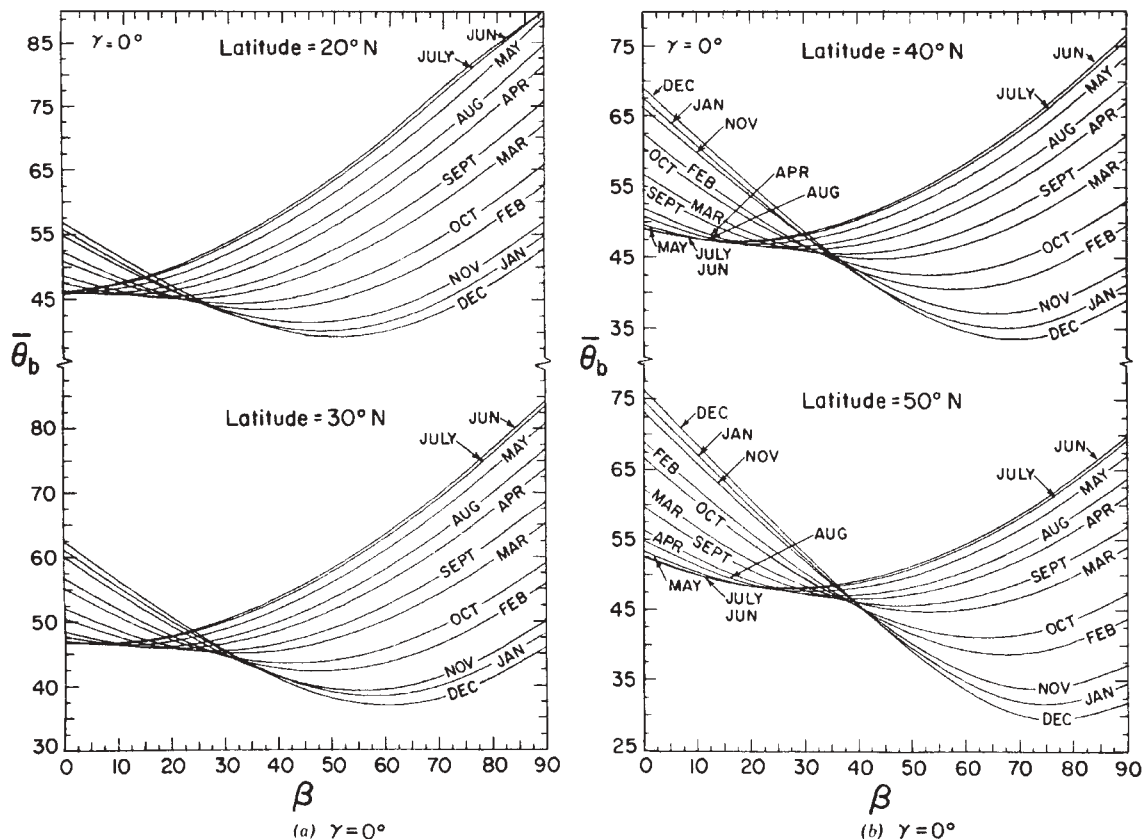 85
75
65
55
45
θ̄b
γ=0°
Latitude=20°N
JUN
JULY
MAY
AUG
APR
SEPT
MAR
OCT
FEB
NOV
JAN
DEC
80
70
60
50
40
30
Latitude=30°N
JUN
JULY
MAY
AUG
APR
SEPT
MAR
OCT
FEB
NOV
JAN
DEC
0 10 20 30 40 50 60 70 80 90
β
(a) γ=0°
75
65
55
45
35
θ̄b
γ=0°
Latitude=40°N
DEC
JAN
NOV
OCT
FEB
APR
AUG
SEPT
MAR
MAY
JULY
JUN
JUN
JULY
MAY
AUG
APR
SEPT
MAR
OCT
FEB
NOV
JAN
DEC
75
65
55
45
35
25
Latitude=50°N
DEC
JAN
NOV
FEB
OCT
MAR
SEPT
AUG
APR
MAY
JULY
JUN
JUN
JULY
MAY
AUG
APR
SEPT
MAR
OCT
FEB
NOV
JAN
DEC
0 10 20 30 40 50 60 70 80 90
β
(b) γ=0°